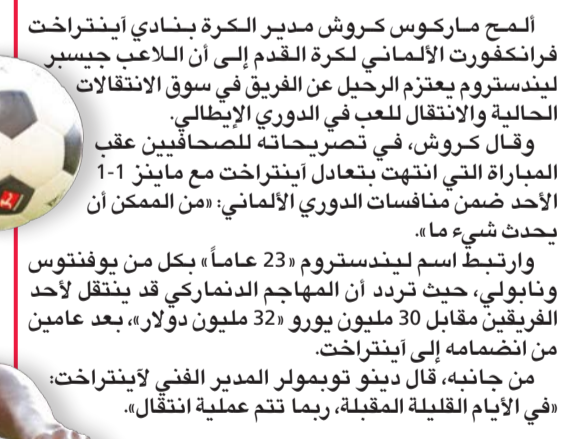 ألمح ماركوس كروش مدير الكرة بنادي آينتراخت
فرانكفورت الألماني لكرة القدم إلى أن اللاعب جيسبر
ليندستروم يعتزم الرحيل عن الفريق في سوق الانتقالات
الحالية والانتقال للعب في الدوري الإيطالي.
وقال كروش، في تصريحاته للصحافيين عقب
المباراة التي انتهت بتعادل آينتراخت مع ماينز 1-1
الأحد ضمن منافسات الدوري الألماني: «من الممكن أن
يحدث شيء ما».
وارتبط اسم ليندستروم «23 عاماً» بكل من يوفنتوس
ونابولي، حيث تردد أن المهاجم الدنماركي قد ينتقل لأحد
الفريقين مقابل 30 مليون يورو «32 مليون دولار»، بعد عامين
من انضمامه إلى آينتراخت.
من جانبه، قال دينو توبمولر المدير الفني لآينتراخت:
«في الأيام القليلة المقبلة، ربما تتم عملية انتقال».